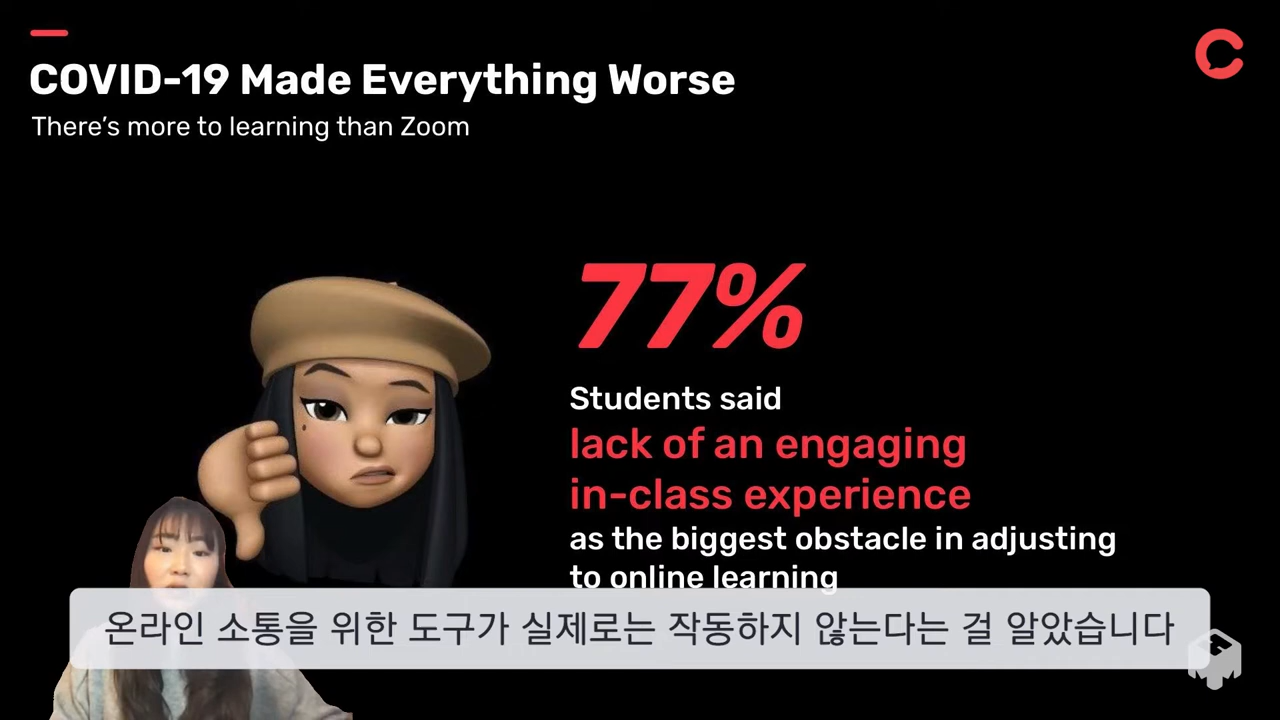 COVID-19 Made Everything Worse
There’s more to learning than Zoom
77%
Students said
lack of an engaging
in-class experience
as the biggest obstacle in adjusting
to online learning
온라인 소통을 위한 도구가 실제로는 작동하지 않는다는 걸 알았습니다